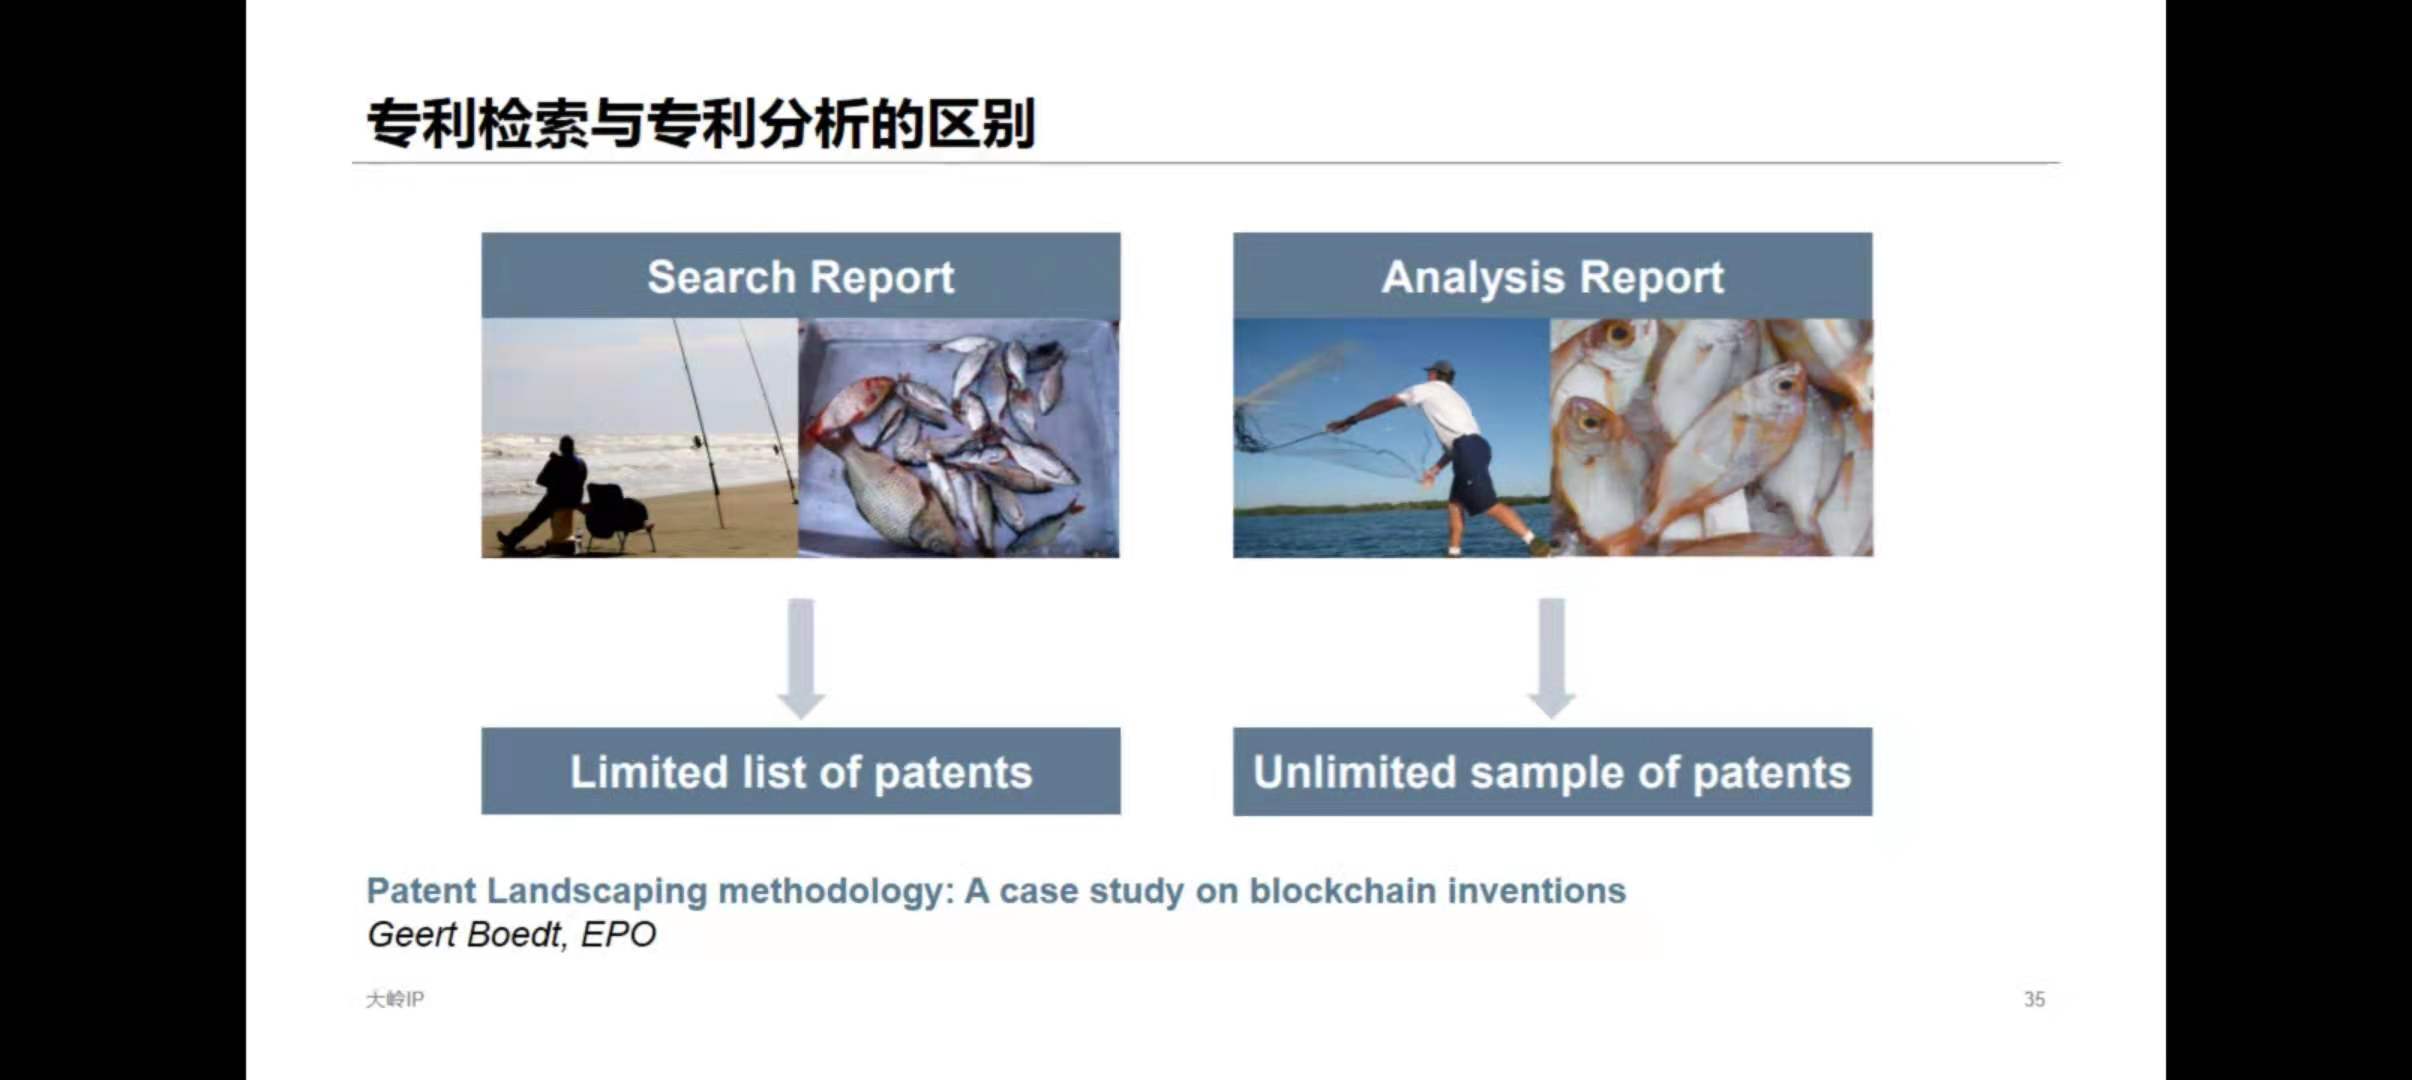 专利检索与专利分析的区别
Search Report
Analysis Report
Limited list of patents
Unlimited sample of patents
Patent Landscaping methodology: A case study on blockchain inventions
Geert Boedt, EPO
大岭IP
35